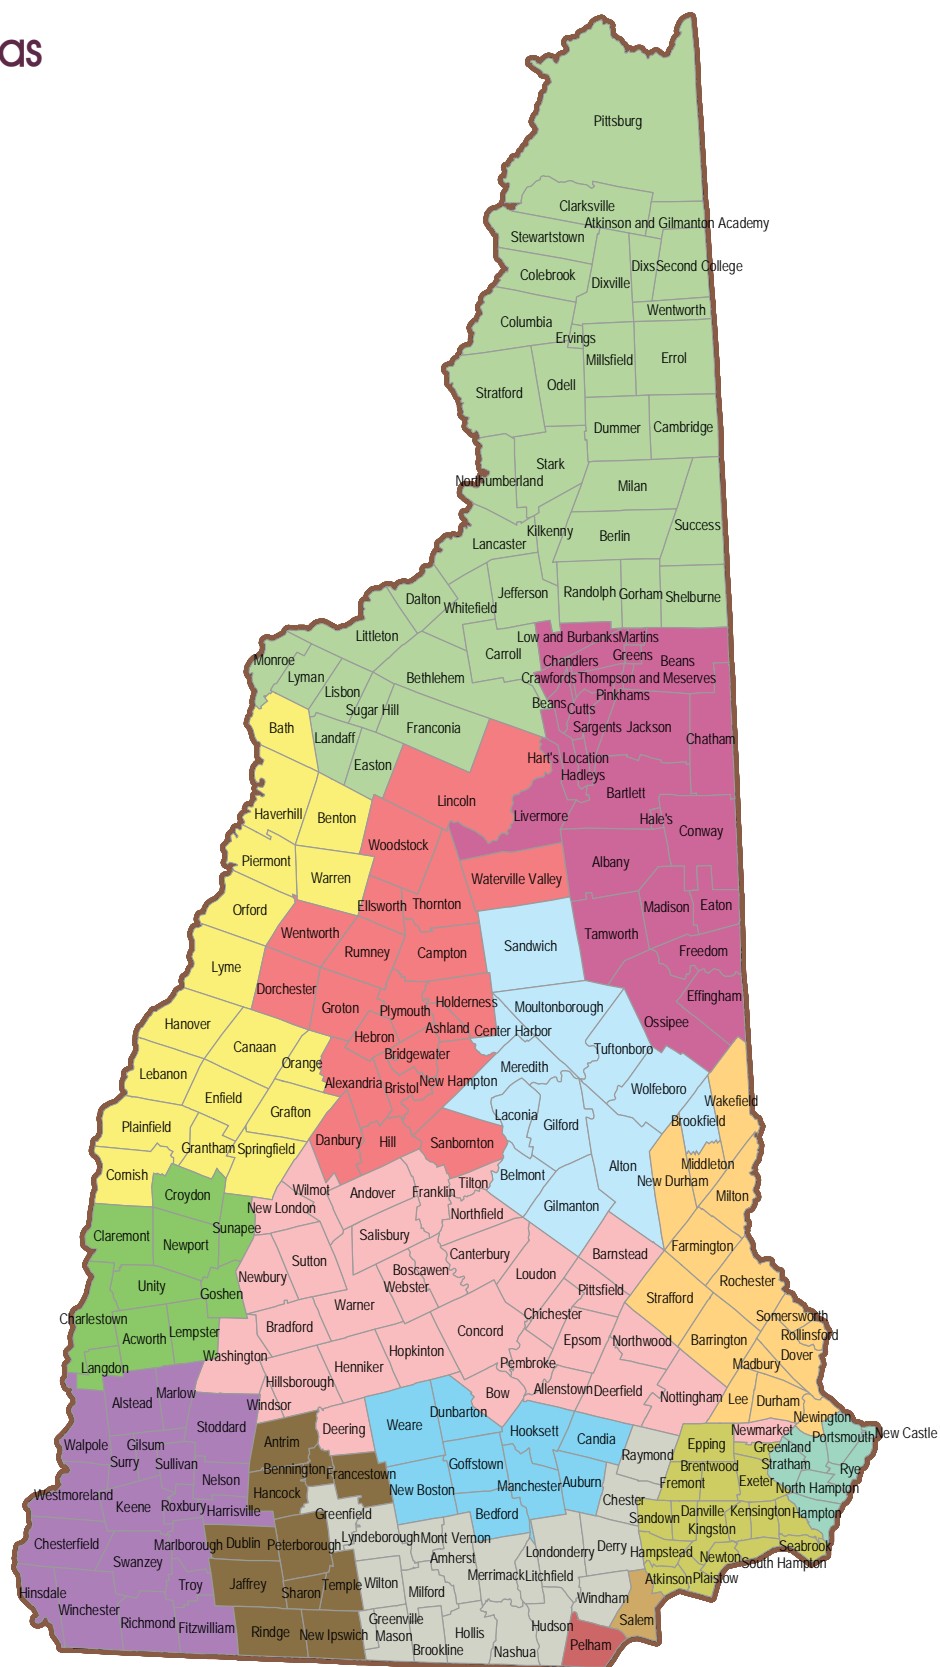 as
Pittsburg
Clarksville
Atkinson and Gilmanton Academy
Stewartstown
Colebrook
Dixville
Dixs
Second College
Columbia
Wentworth
Ervings
Millsfield
Errol
Stratford
Odell
Dummer
Cambridge
Stark
Northumberland
Milan
Success
Kilkenny
Berlin
Lancaster
Jefferson
Randolph
Gorham
Shelburne
Dalton
Whitefield
Littleton
Low and Burbanks
Martins
Carroll
Greens
Chandlers
Beans
Monroe
Lyman
Bethlehem
Crawfords
Thompson and Meserves
Lisbon
Pinkhams
Sugar Hill
Beans
Cutts
Bath
Landaff
Franconia
Sargents
Jackson
Chatham
Easton
Hart's Location
Hadleys
Bartlett
Lincoln
Haverhill
Benton
Livermore
Hale's
Conway
Woodstock
Piermont
Warren
Albany
Waterville Valley
Ellsworth
Thornton
Madison
Eaton
Orford
Wentworth
Rumney
Campton
Sandwich
Tamworth
Freedom
Lyme
Dorchester
Groton
Plymouth
Holderness
Moultonborough
Effingham
Ossipee
Hanover
Ashland
Center Harbor
Hebron
Canaan
Bridgewater
Tuftonboro
Orange
Meredith
Lebanon
Alexandria
Bristol
New Hampton
Wolfeboro
Enfield
Wakefield
Grafton
Laconia
Gilford
Brookfield
Plainfield
Danbury
Hill
Sanbornton
Grantham
Springfield
Middleton
Alton
Cornish
Belmont
New Durham
Croydon
Wilmot
Andover
Franklin
Tilton
Milton
New London
Gilmanton
Northfield
Sunapee
Claremont
Newport
Salisbury
Farmington
Canterbury
Barnstead
Sutton
Boscawen
Loudon
Newbury
Webster
Rochester
Unity
Goshen
Pittsfield
Strafford
Warner
Charlestown
Chichester
Somersworth
Acworth
Lempster
Bradford
Concord
Epsom
Northwood
Barrington
Rollinsford
Washington
Hopkinton
Dover
Langdon
Henniker
Pembroke
Madbury
Hillsborough
Bow
Allenstown
Deerfield
Nottingham
Marlow
Alstead
Windsor
Lee
Durham
Dunbarton
Newington
Stoddard
Weare
Deering
Hooksett
Newmarket
New Castle
Portsmouth
Candia
Antrim
Epping
Greenland
Walpole
Gilsum
Raymond
Surry
Sullivan
Goffstown
Brentwood
Stratham
Rye
Bennington
Francestown
Nelson
Auburn
Fremont
Exeter
New Boston
Manchester
North Hampton
Westmoreland
Hancock
Chester
Keene
Roxbury
Harrisville
Greenfield
Bedford
Sandown
Danville
Kensington
Hampton
Kingston
Chesterfield
Marlborough
Dublin
Peterborough
Lyndeborough
Mont Vernon
Derry
Seabrook
Londonderry
Hampstead
Swanzey
Amherst
Newton
South Hampton
Merrimack
Litchfield
Atkinson
Plaistow
Troy
Jaffrey
Temple
Wilton
Hinsdale
Sharon
Milford
Windham
Winchester
Salem
Richmond
Fitzwilliam
Greenville
Hudson
Rindge
New Ipswich
Mason
Hollis
Pelham
Brookline
Nashua